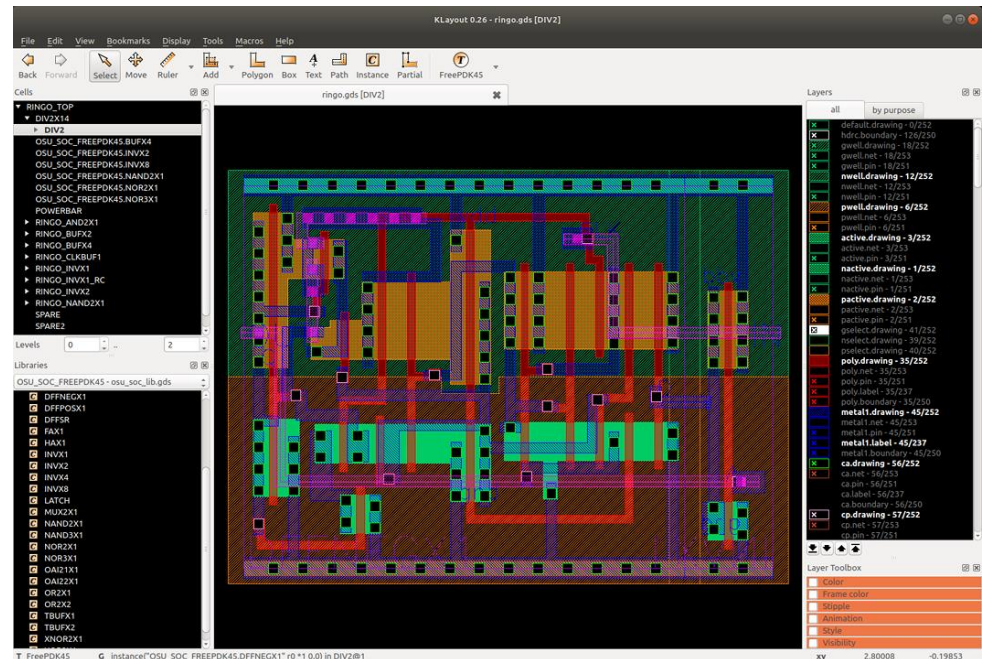 KLayout 0.26 - ringo.gds [DIV2]
File Edit View Bookmarks Display Tools Macros Help
Back Forward Select Move Ruler Add Polygon Box Text Path Instance Partial FreePDK45
Cells
RINGO_TOP
DIV2X14
DIV2
OSU_SOC_FREEPDK45.BUFX4
OSU_SOC_FREEPDK45.INVX2
OSU_SOC_FREEPDK45.INVX8
OSU_SOC_FREEPDK45.NAND2X1
OSU_SOC_FREEPDK45.NOR2X1
OSU_SOC_FREEPDK45.NOR3X1
POWERBAR
RINGO_AND2X1
RINGO_BUFX2
RINGO_BUFX4
RINGO_CLKBUF1
RINGO_INVX1
RINGO_INVX1_RC
RINGO_INVX2
RINGO_NAND2X1
SPARE
SPARE2
Levels 0 .. 2
Libraries
OSU_SOC_FREEPDK45 - osu_soc_lib.gds
DFFNEGX1
DFFPOSX1
DFFSR
FAX1
HAX1
INVX1
INVX2
INVX4
INVX8
LATCH
MUX2X1
NAND2X1
NAND3X1
NOR2X1
NOR3X1
OAI21X1
OAI22X1
OR2X1
OR2X2
TBUFX1
TBUFX2
XNOR2X1
ringo.gds [DIV2]
Layers
all by purpose
default.drawing - 0/252
hdrc.boundary - 126/250
gwell.drawing - 18/252
gwell.net - 18/253
gwell.pin - 18/251
nwell.drawing - 12/252
nwell.net - 12/253
nwell.pin - 12/251
pwell.drawing - 6/252
pwell.net - 6/253
pwell.pin - 6/251
active.drawing - 3/252
active.net - 3/253
active.pin - 3/251
nactive.drawing - 1/252
nactive.net - 1/253
nactive.pin - 1/251
pactive.drawing - 2/252
pactive.net - 2/253
pactive.pin - 2/251
gselect.drawing - 41/252
nselect.drawing - 39/252
pselect.drawing - 40/252
poly.drawing - 35/252
poly.net - 35/253
poly.pin - 35/251
poly.label - 35/237
poly.boundary - 35/250
metal1.drawing - 45/252
metal1.net - 45/253
metal1.pin - 45/251
metal1.label - 45/237
metal1.boundary - 45/250
ca.drawing - 56/252
ca.net - 56/253
ca.pin - 56/251
ca.label - 56/237
ca.boundary - 56/250
cp.drawing - 57/252
cp.net - 57/253
cp.pin - 57/251
Layer Toolbox
Color
Frame color
Stipple
Animation
Style
Visibility
T FreePDK45 G instance("OSU_SOC_FREEPDK45.DFFNEGX1" r0 *1 0,0) in DIV2@1 xy 2.80008 -0.19853